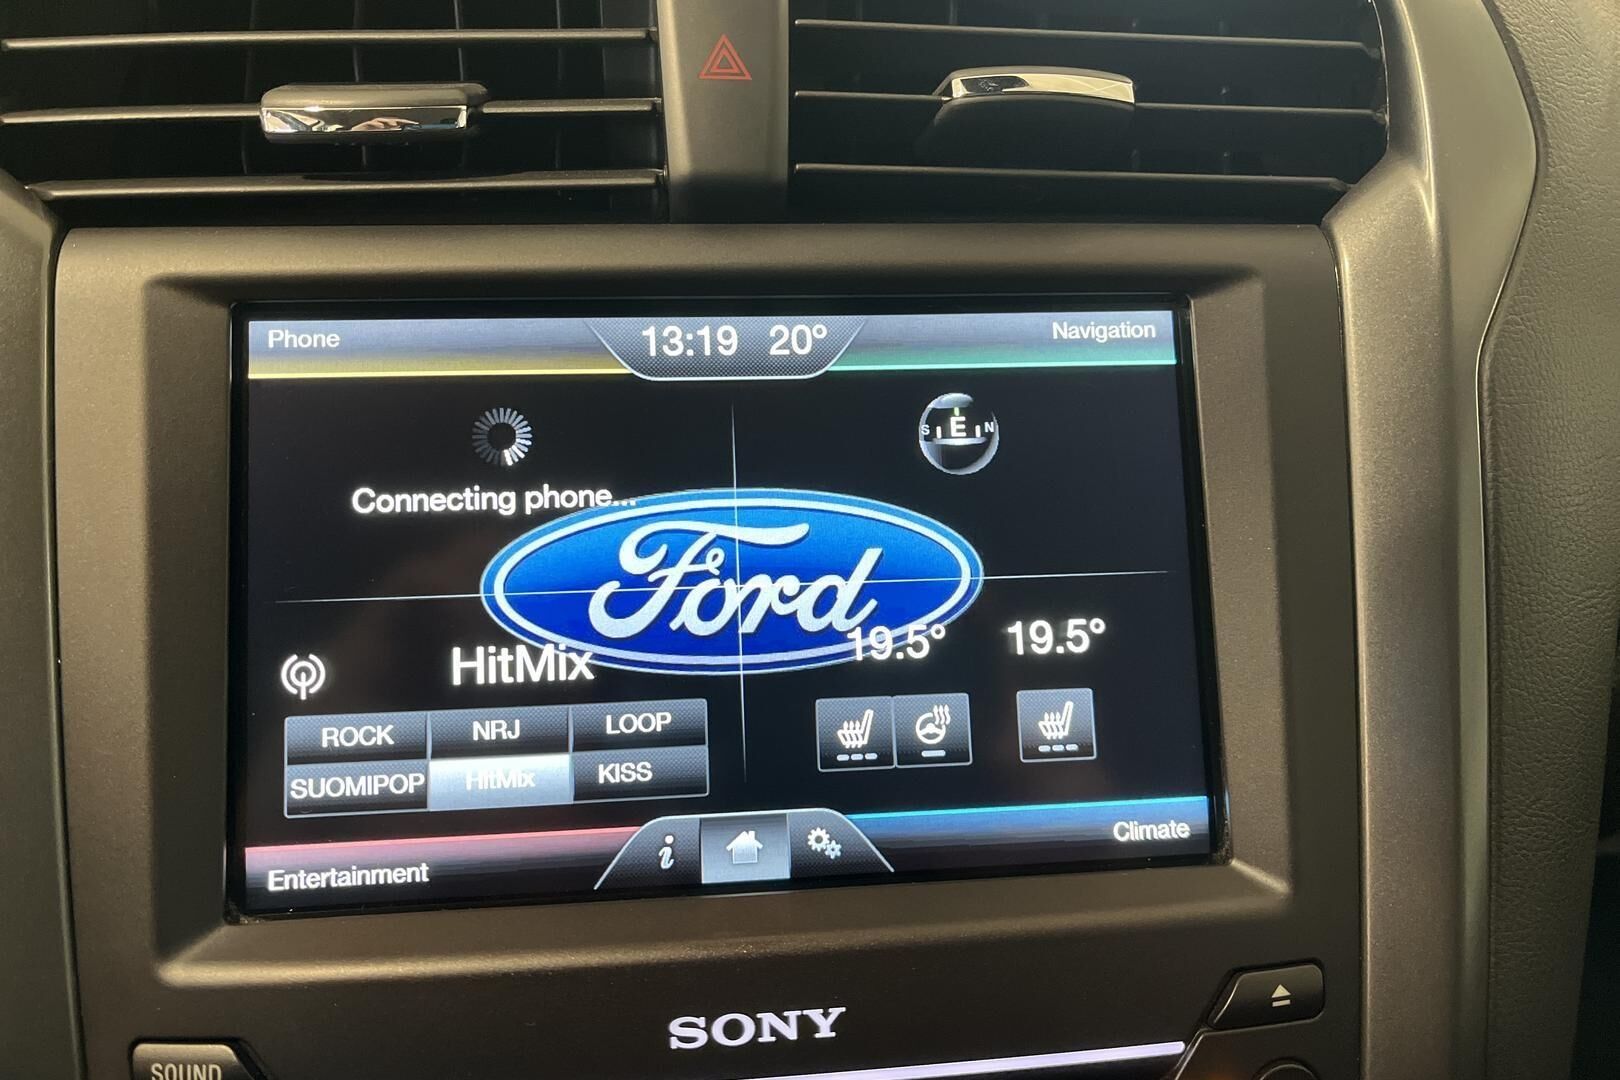 Phone
13:19 20°
Navigation
S E N
Connecting phone...
Ford
19.5° 19.5°
HitMix
ROCK NRJ LOOP
SUOMIPOP HitMix KISS
i
Climate
Entertainment
SONY
SOUND